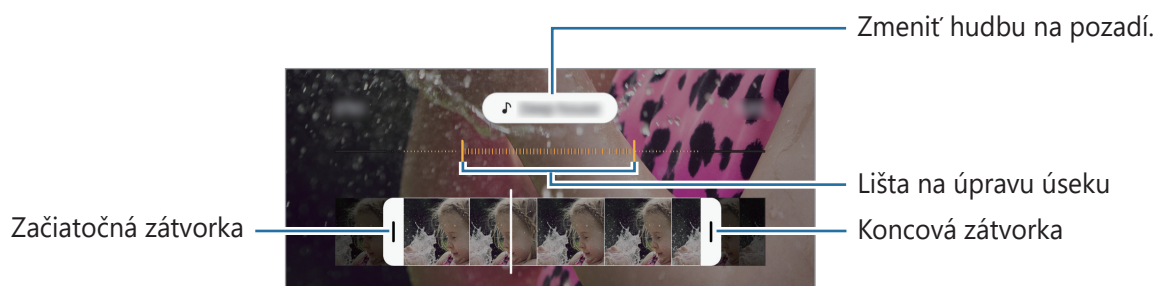 Zmeniť hudbu na pozadí.
Lišta na úpravu úseku
Začiatočná zátvorka
Koncová zátvorka